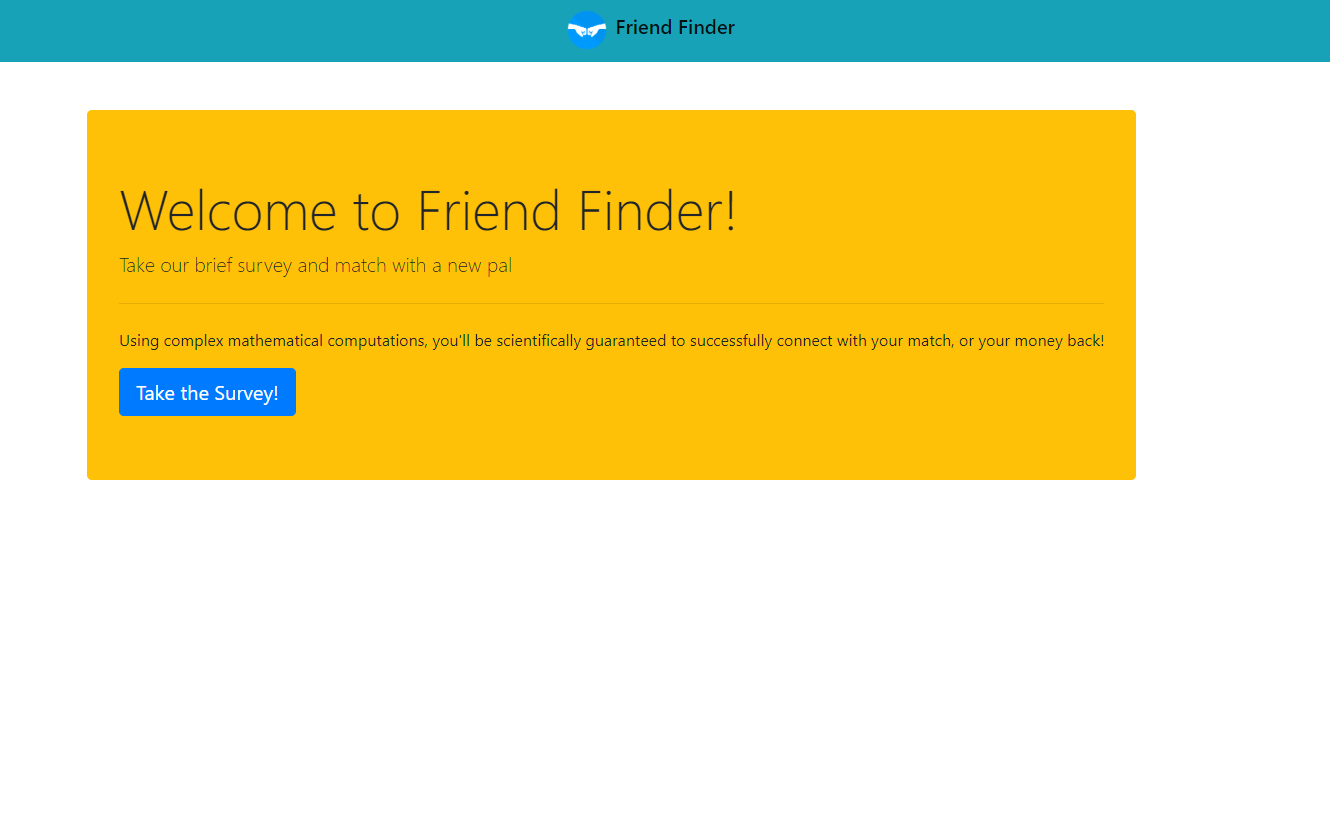 Friend Finder
Welcome to Friend Finder!
Take our brief survey and match with a new pal
Using complex mathematical computations, you'll be scientifically guaranteed to successfully connect with your match, or your money back!
Take the Survey!